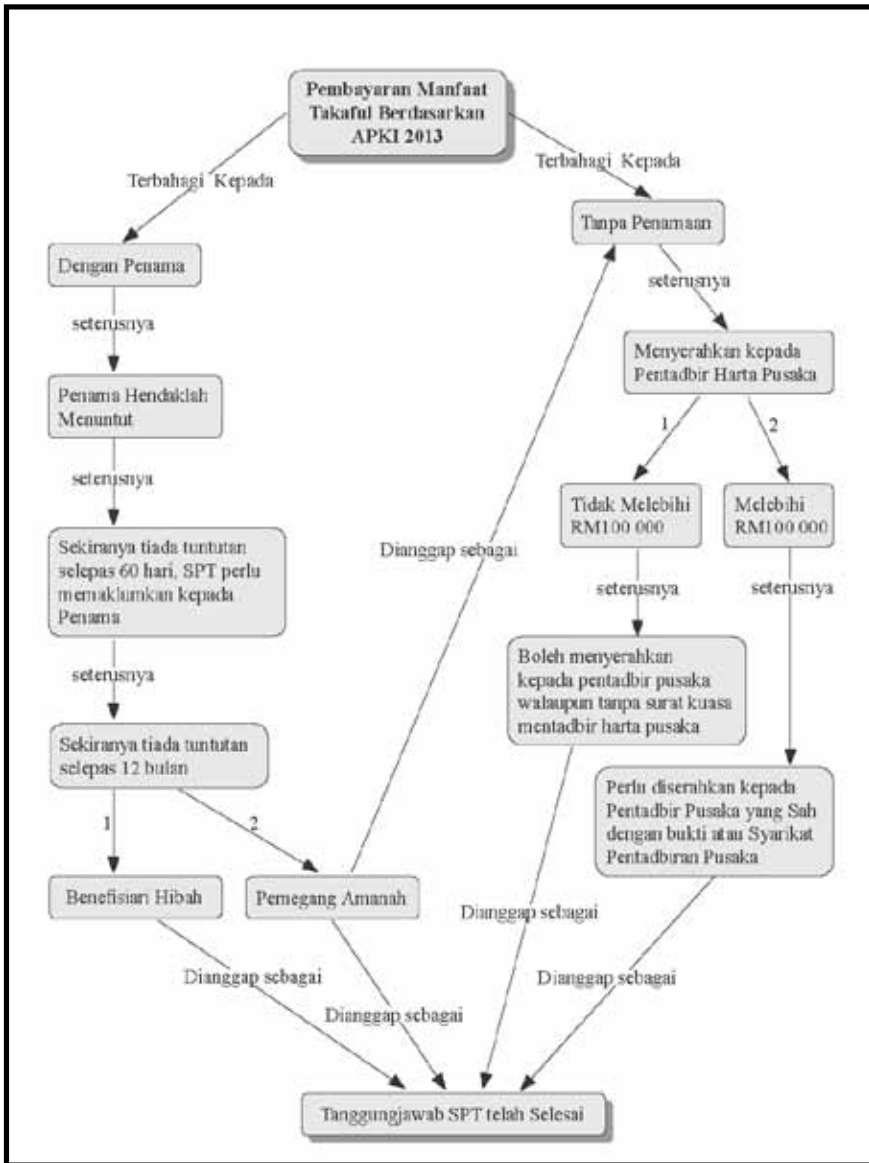 Pembayaran Manfaat
Takaful Berdasarkan
APKI 2013
Terbahagi Kepada
Terbahagi Kepada
Tanpa Penamaan
Dengan Penama
seterusnya
seterusnya
Menyerahkan kepada
Pentadbir Harta Pusaka
Penama Hendaklah
Menuntut
1
2
seterusnya
Tidak Melebihi
RM100 000
Melebihi
RM100 000
Sekiranya tiada tuntutan
selepas 60 hari, SPT perlu
memaklumkan kepada
Penama
Dianggap sebagai
seterusnya
seterusnya
seterusnya
Boleh menyerahkan
kepada pentadbir pusaka
walaupun tanpa surat kuasa
mentadbir harta pusaka
Sekiranya tiada tuntutan
selepas 12 bulan
Perlu diserahkan kepada
Pentadbir Pusaka yang Sah
dengan bukti atau Syarikat
Pentadbiran Pusaka
1
2
Benefisiari Hibah
Pemegang Amanah
Dianggap sebagai
Dianggap sebagai
Dianggap sebagai
Dianggap sebagai
Tanggungjawab SPT telah Selesai